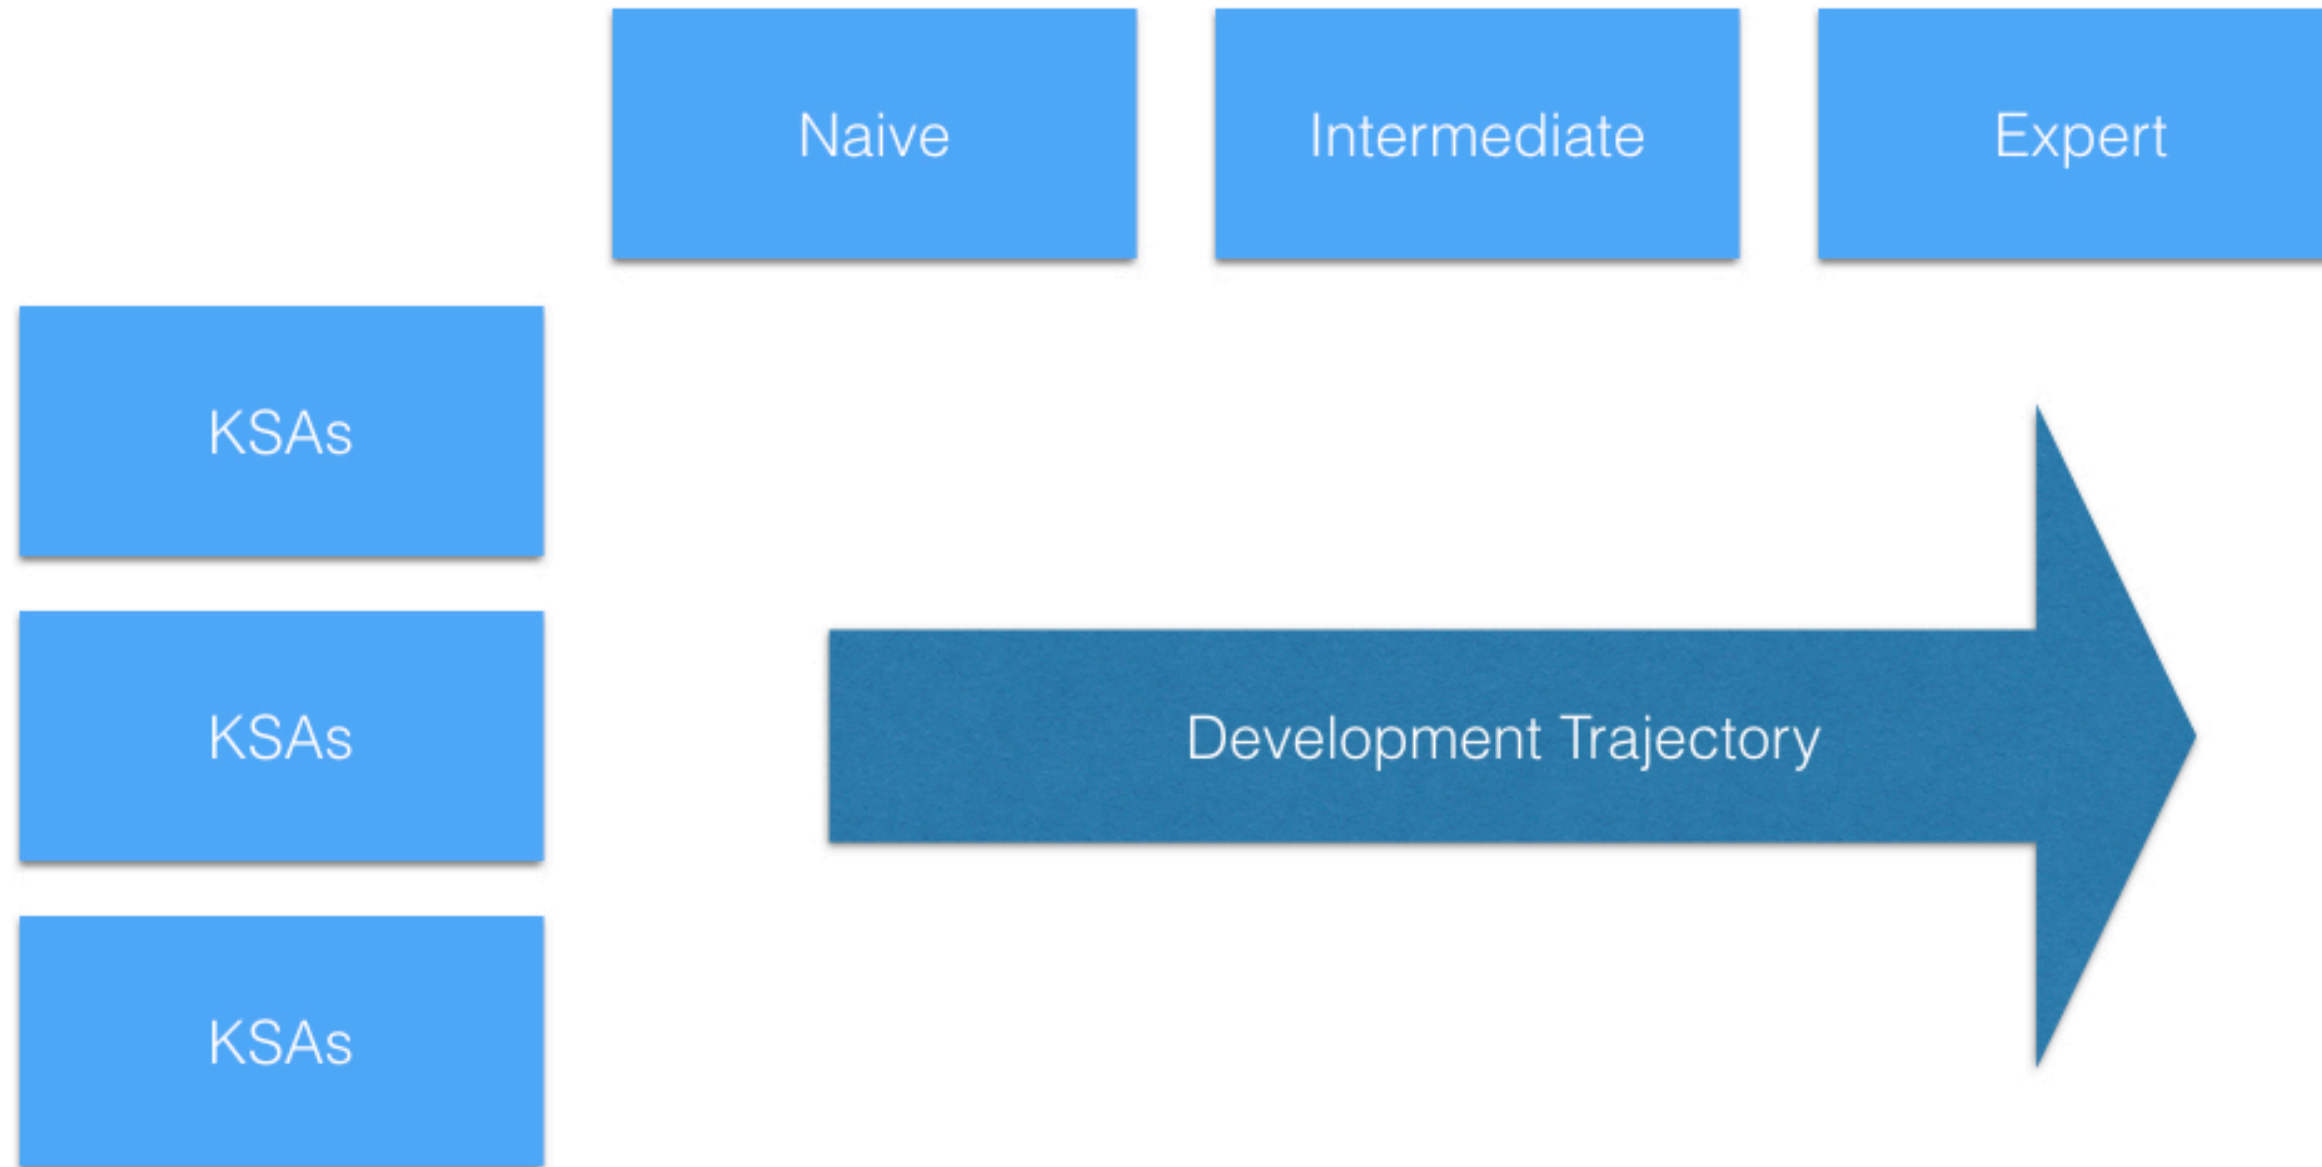 Naive
Intermediate
Expert
KSAs
KSAs
Development Trajectory
KSAs